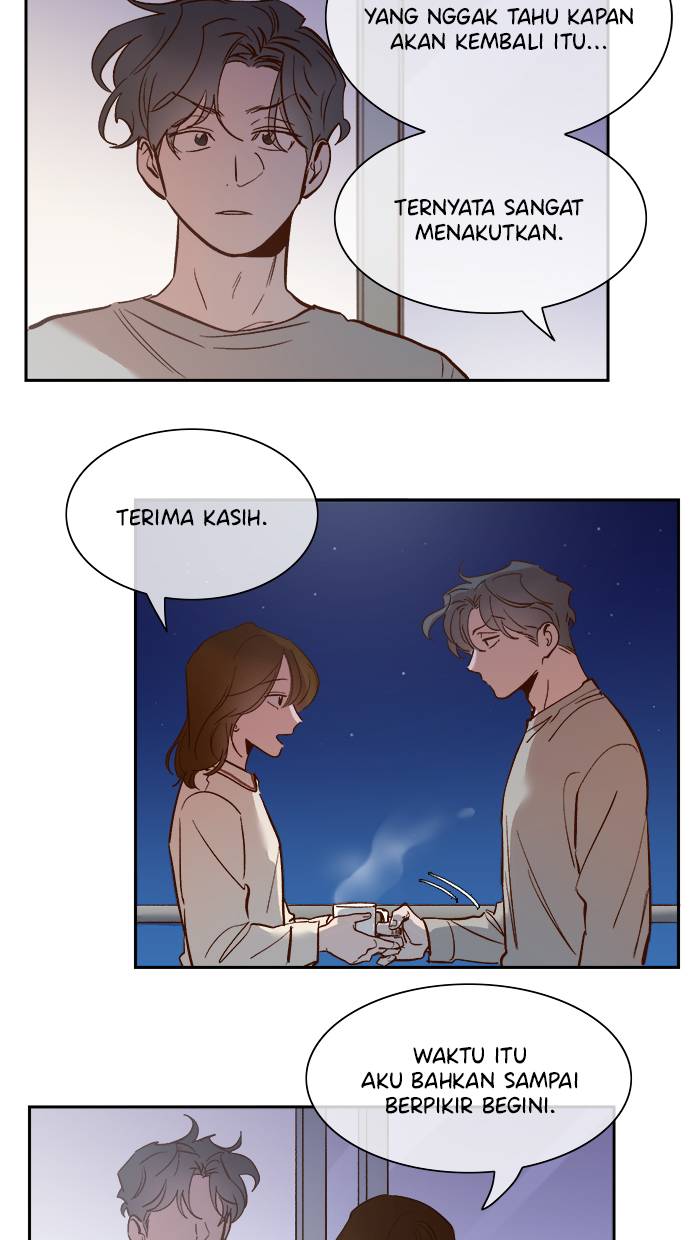 YANG NGGAK TAHU KAPAN
AKAN KEMBALI ITU...
TERNYATA SANGAT
MENAKUTKAN.
TERIMA KASIH.
WAKTU ITU
AKU BAHKAN SAMPAI
BERPIKIR BEGINI.